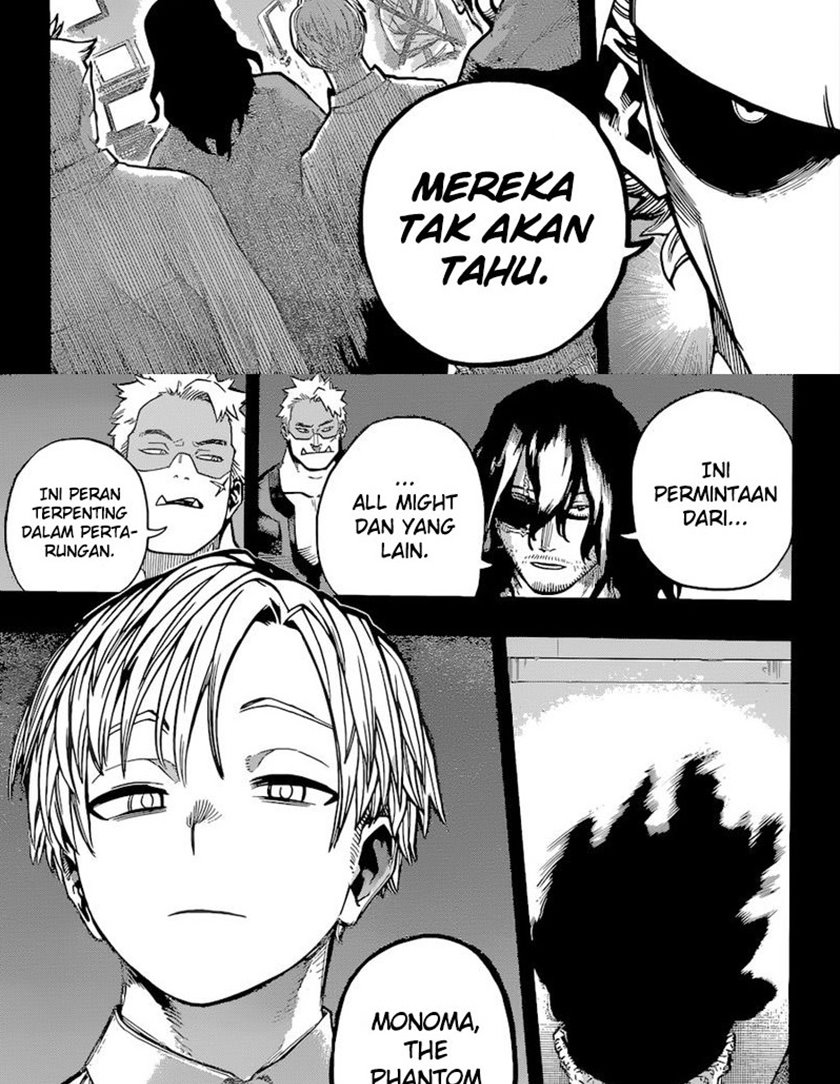 MEREKA
TAK AKAN
TAHU.
INI
PERMINTAAN
DARI...
...
ALL MIGHT
DAN YANG
LAIN.
INI PERAN
TERPENTING
DALAM PERTA-
RUNGAN.
MONOMA,
THE
PHANTOM